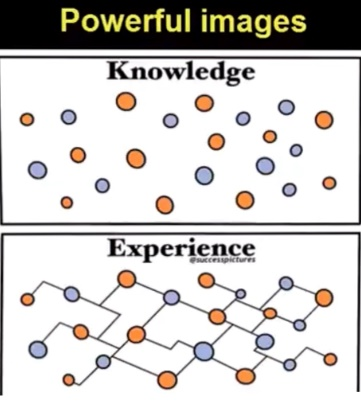 Powerful images
Knowledge
Experience
@successpictures